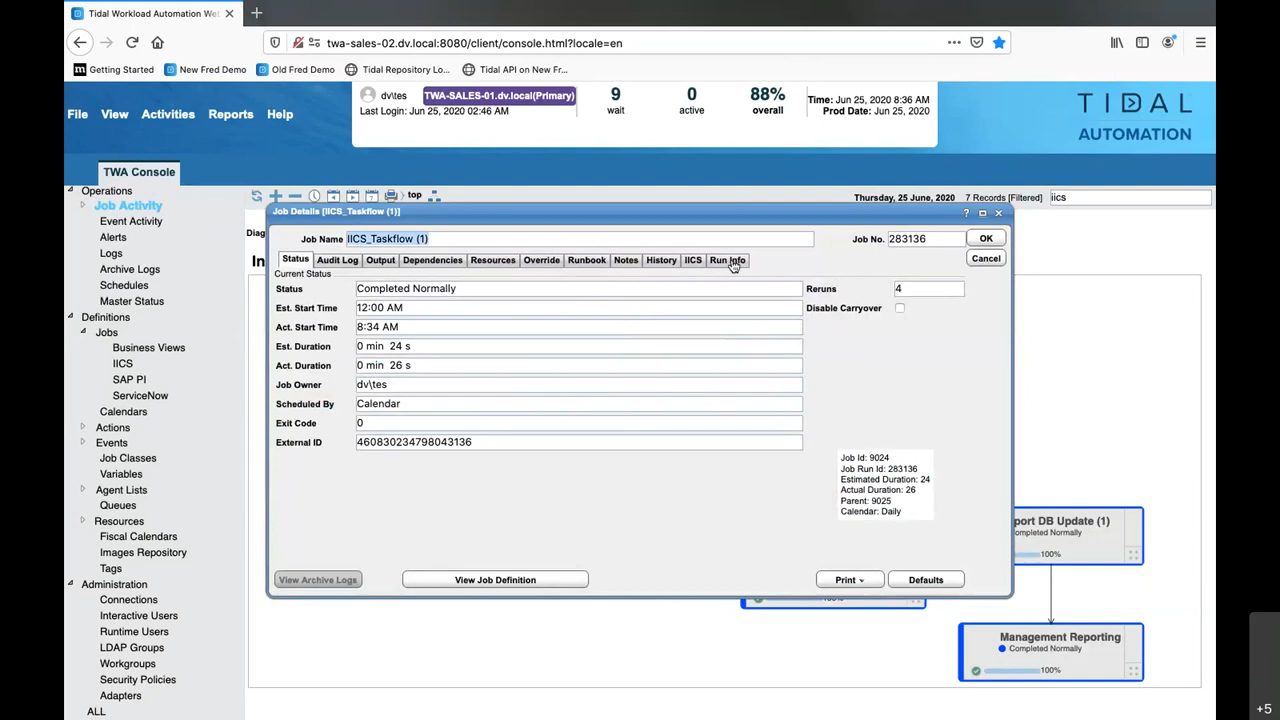 Tidal Workload Automation We
twa-sales-02.dv.local:8080/client/console.html?locale=en
Getting Started
New Fred Demo
Old Fred Demo
Tidal Repository Lo...
Tidal API on New Fr...
File
View
Activities
Reports
Help
dv\tes
TWA-SALES-01.dv.local(Primary)
Last Login: Jun 25, 2020 02:46 AM
9
wait
0
active
88%
overall
Time: Jun 25, 2020 8:36 AM
Prod Date: Jun 25, 2020
TIDAL
AUTOMATION
TWA Console
Operations
Job Activity
Event Activity
Alerts
Logs
Archive Logs
Schedules
Master Status
Definitions
Jobs
Business Views
IICS
SAP PI
ServiceNow
Calendars
Actions
Events
Job Classes
Variables
Agent Lists
Queues
Resources
Fiscal Calendars
Images Repository
Tags
Administration
Connections
Interactive Users
Runtime Users
LDAP Groups
Workgroups
Security Policies
Adapters
ALL
top
Thursday, 25 June, 2020
7 Records [Filtered]
iics
Diag
In
Job Details [IICS_Taskflow (1)]
?
Job Name
IICS_Taskflow (1)
Job No.
283136
OK
Cancel
Status
Audit Log
Output
Dependencies
Resources
Override
Runbook
Notes
History
IICS
Run Info
Current Status
Status
Completed Normally
Reruns
4
Est. Start Time
12:00 AM
Disable Carryover
Act. Start Time
8:34 AM
Est. Duration
0 min 24 s
Act. Duration
0 min 26 s
Job Owner
dv\tes
Scheduled By
Calendar
Exit Code
0
External ID
460830234798043136
Job Id: 9024
Job Run Id: 283136
Estimated Duration: 24
Actual Duration: 26
Parent: 9025
Calendar: Daily
View Archive Logs
View Job Definition
Print
Defaults
port DB Update (1)
Completed Normally
100%
100%
Management Reporting
Completed Normally
100%
+5